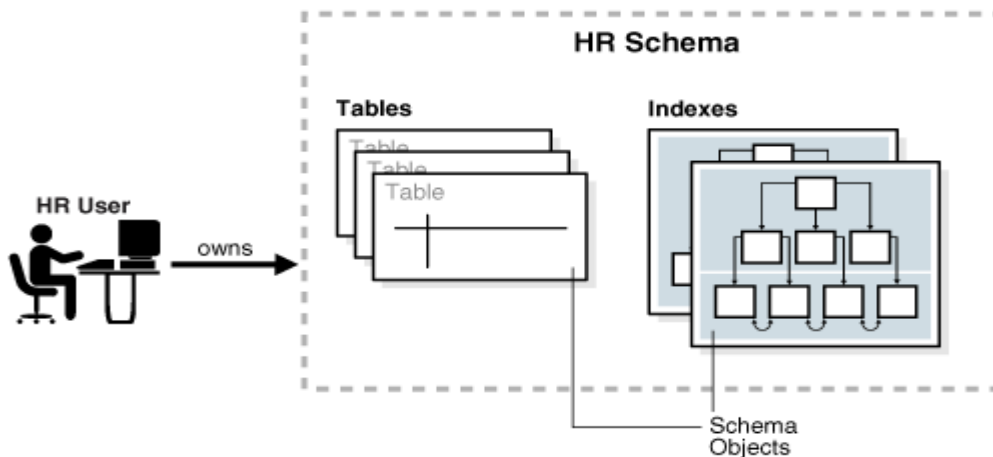 HR Schema
Tables
Indexes
Table
Table
Table
HR User
owns
Schema
Objects